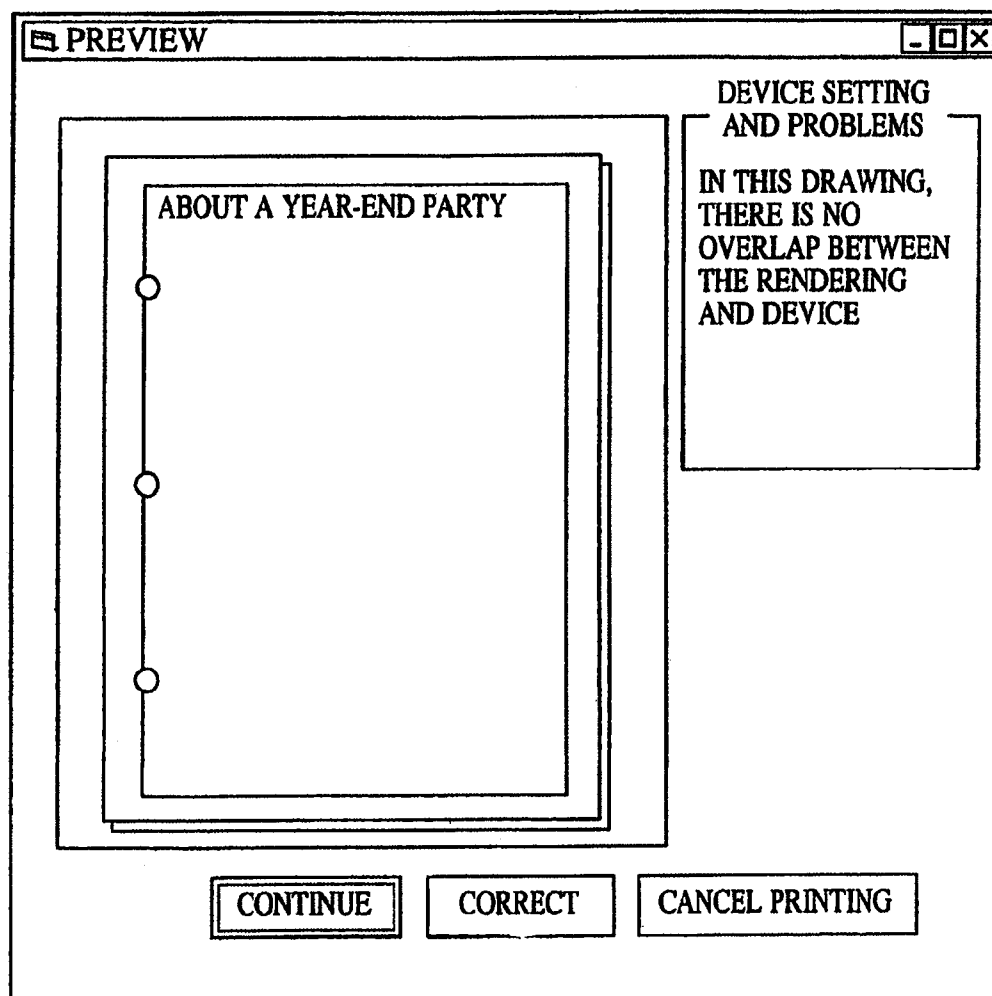 PREVIEW
DEVICE SETTING
AND PROBLEMS
ABOUT A YEAR-END PARTY
IN THIS DRAWING,
THERE IS NO
OVERLAP BETWEEN
THE RENDERING
AND DEVICE
CONTINUE
CORRECT
CANCEL PRINTING